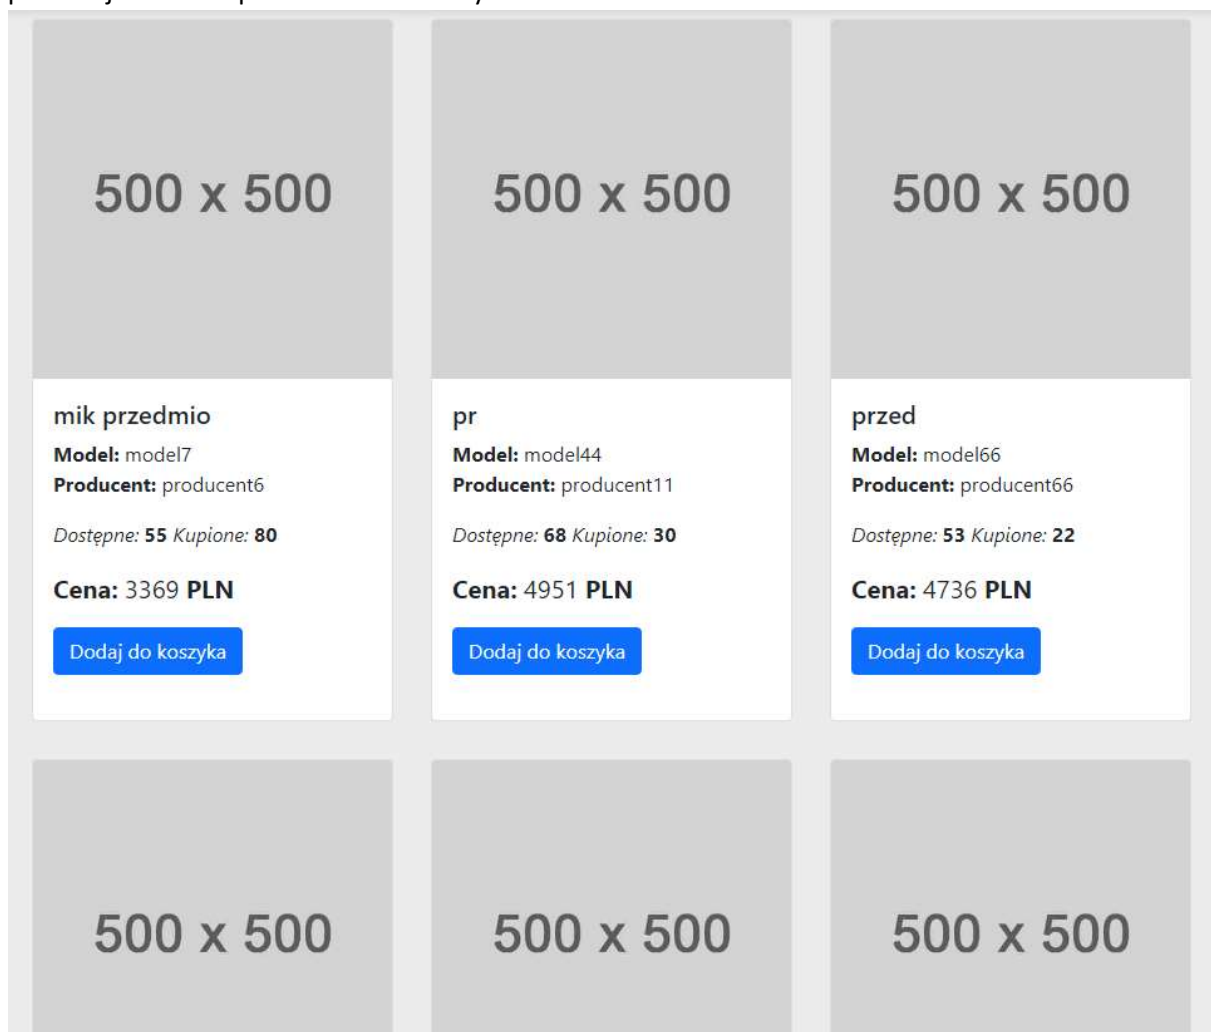 500 x 500
500 x 500
500 x 500
mik przedmio
Model: model7
Producent: producent6
Dostępne: 55 Kupione: 80
Cena: 3369 PLN
Dodaj do koszyka
pr
Model: model44
Producent: producent11
Dostępne: 68 Kupione: 30
Cena: 4951 PLN
Dodaj do koszyka
przed
Model: model66
Producent: producent66
Dostępne: 53 Kupione: 22
Cena: 4736 PLN
Dodaj do koszyka
500 x 500
500 x 500
500 x 500